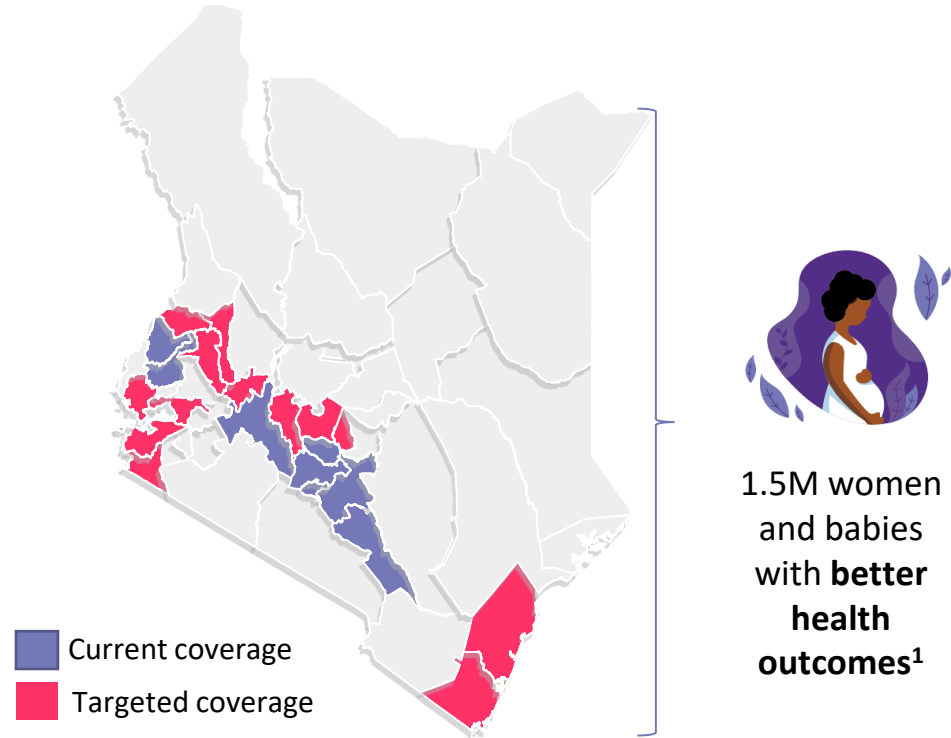 1.5M women
and babies
with better
health
outcomes¹
Current coverage
Targeted coverage